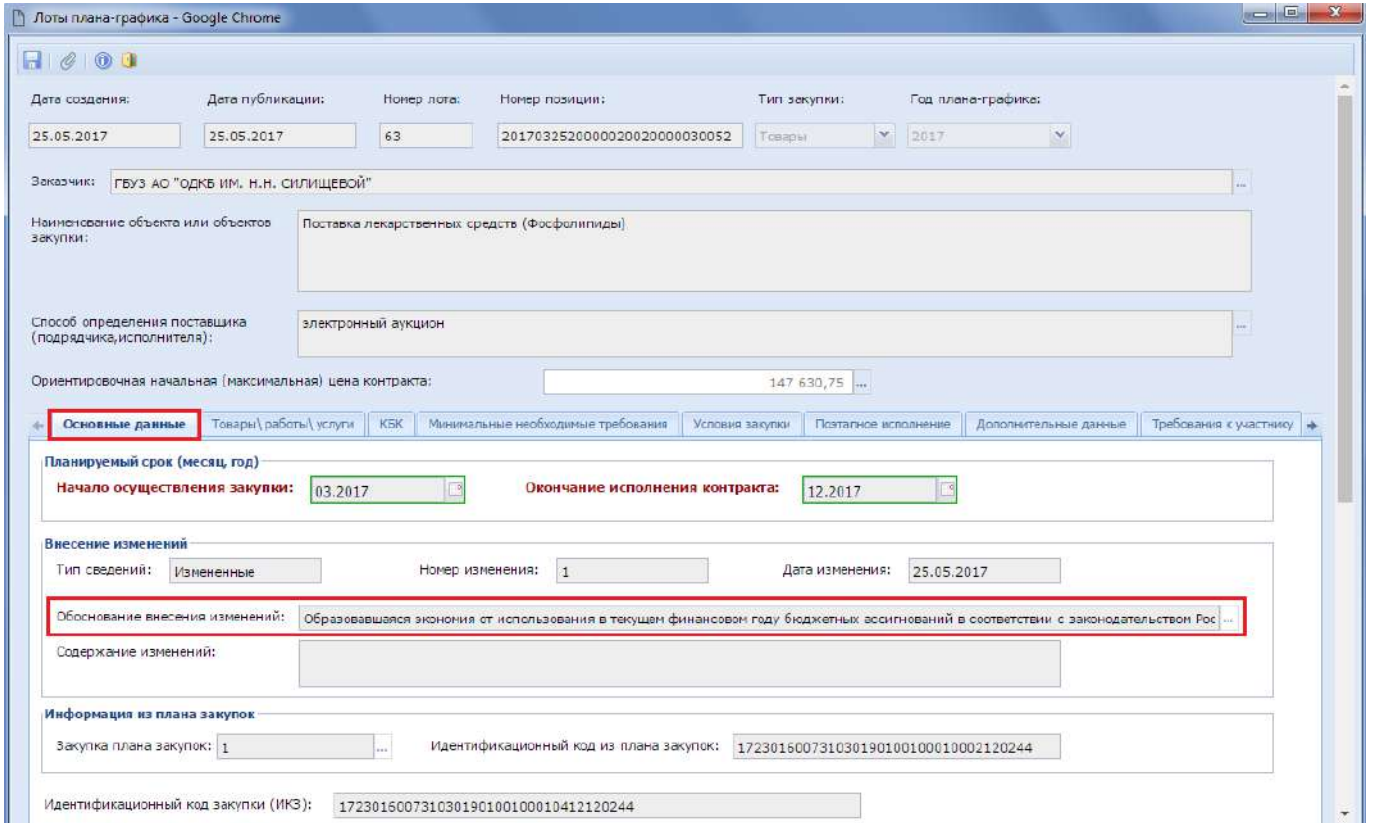 Лоты плана-графика - Google Chrome
Дата создания: Дата публикации: Номер лота: Номер позиции: Тип закупки: Год плана-графика:
25.05.2017 25.05.2017 63 2017032520000020020000030052 Товары 2017
Заказчик: ГБУЗ АО "ОДКБ ИМ. Н.Н. СИЛИЩЕВОЙ" ...
Наименование объекта или объектов Поставка лекарственных средств (Фосфолипиды)
закупки:
Способ определения поставщика электронный аукцион ...
(подрядчика,исполнителя):
Ориентировочная начальная (максимальная) цена контракта: 147 630,75 ...
Основные данные Товары\ работы\ услуги КБК Минимальные необходимые требования Условия закупки Поэтапное исполнение Дополнительные данные Требования к участнику
Планируемый срок (месяц, год)
Начало осуществления закупки: 03.2017 Окончание исполнения контракта: 12.2017
Внесение изменений
Тип сведений: Измененные Номер изменения: 1 Дата изменения: 25.05.2017
Обоснование внесения изменений: Образовавшаяся экономия от использования в текущем финансовом году бюджетных ассигнований в соответствии с законодательством Рос ...
Содержание изменений:
Информация из плана закупок
Закупка плана закупок: 1 ... Идентификационный код из плана закупок: 172301600731030190100100010002120244
Идентификационный код закупки (ИКЗ): 172301600731030190100100010412120244